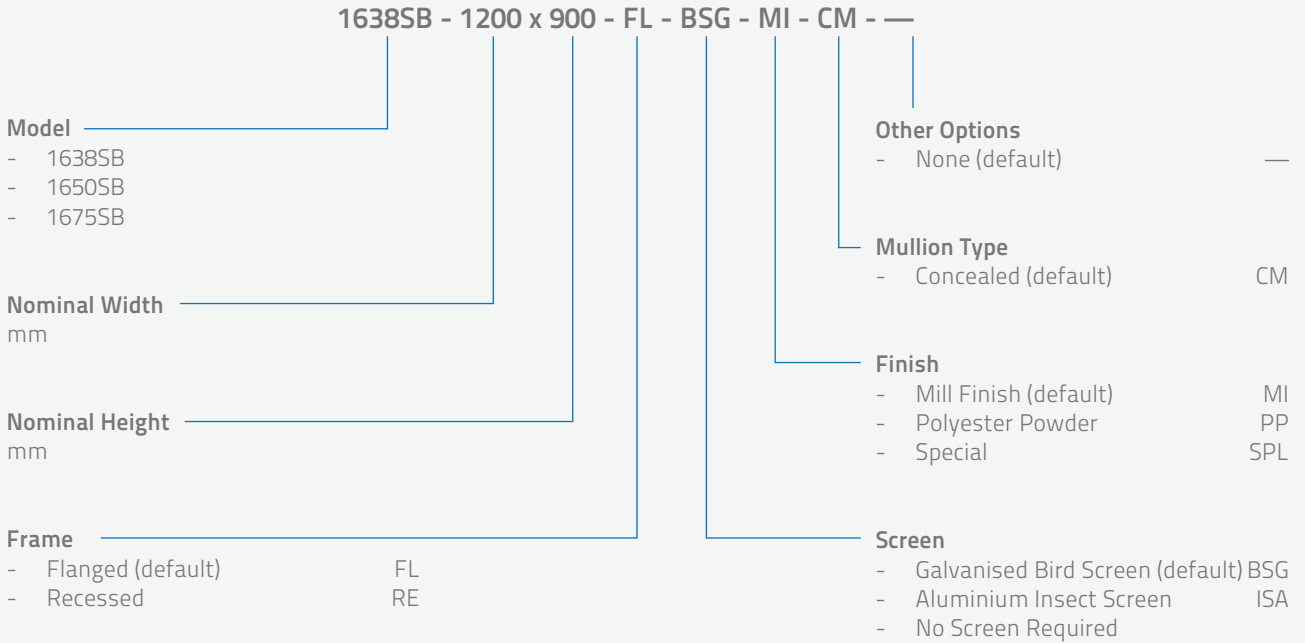 1638SB - 1200 x 900 - FL - BSG - MI - CM - —
Model
- 1638SB
- 1650SB
- 1675SB
Nominal Width
mm
Nominal Height
mm
Frame
- Flanged (default) FL
- Recessed RE
Other Options
- None (default) —
Mullion Type
- Concealed (default) CM
Finish
- Mill Finish (default) MI
- Polyester Powder PP
- Special SPL
Screen
- Galvanised Bird Screen (default) BSG
- Aluminium Insect Screen ISA
- No Screen Required